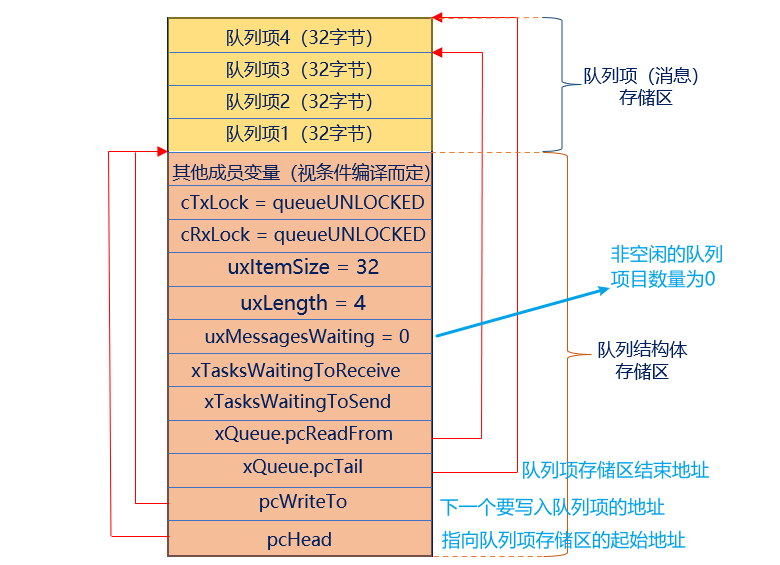 队列项4（32字节）
队列项3（32字节）
队列项2（32字节）
队列项1（32字节）
其他成员变量（视条件编译而定）
cTxLock = queueUNLOCKED
cRxLock = queueUNLOCKED
uxItemSize = 32
uxLength = 4
uxMessagesWaiting = 0
xTasksWaitingToReceive
xTasksWaitingToSend
xQueue.pcReadFrom
xQueue.pcTail
pcWriteTo
pcHead
队列项（消息）
存储区
非空闲的队列
项目数量为0
队列结构体
存储区
队列项存储区结束地址
下一个要写入队列项的地址
指向队列项存储区的起始地址